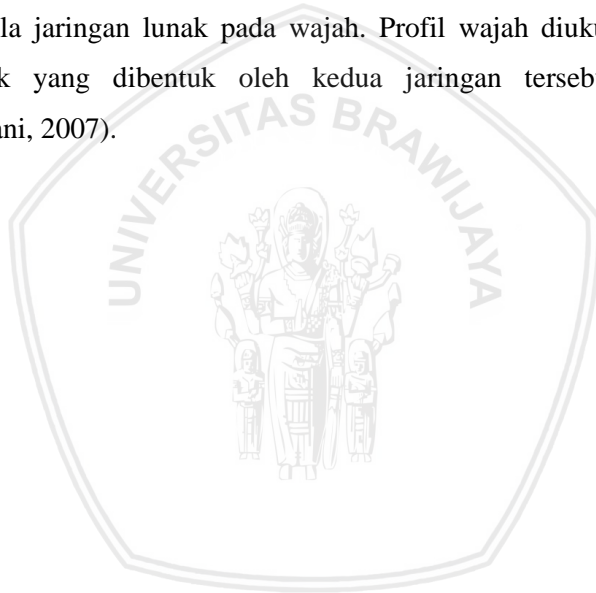 la jaringan lunak pada wajah. Profil wajah diuku
k yang dibentuk oleh kedua jaringan terseb
ani, 2007).
UNIVERSITAS BRAWIJAYA